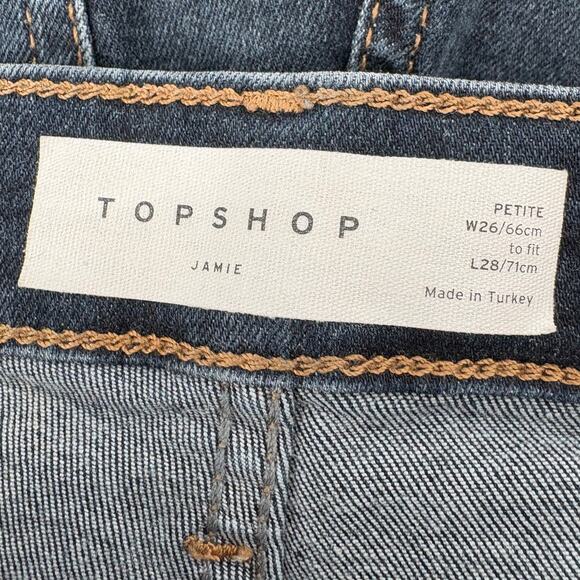 TOPSHOP
JAMIE
PETITE
W26/66cm
to fit
L28/71cm
Made in Turkey